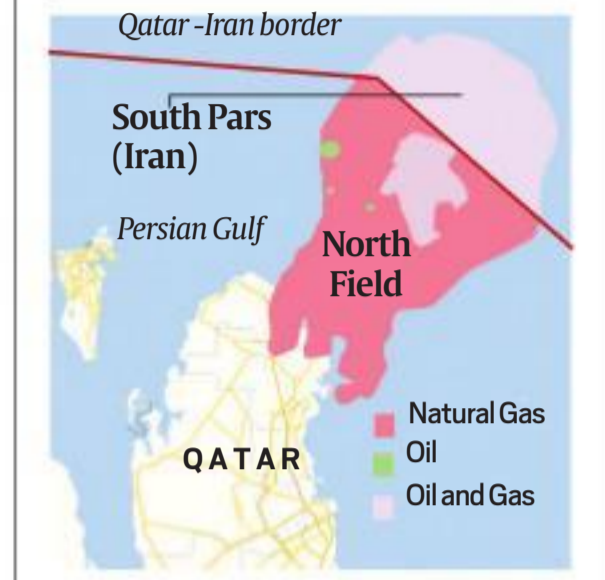 Qatar -Iran border
South Pars
(Iran)
Persian Gulf
North
Field
QATAR
Natural Gas
Oil
Oil and Gas